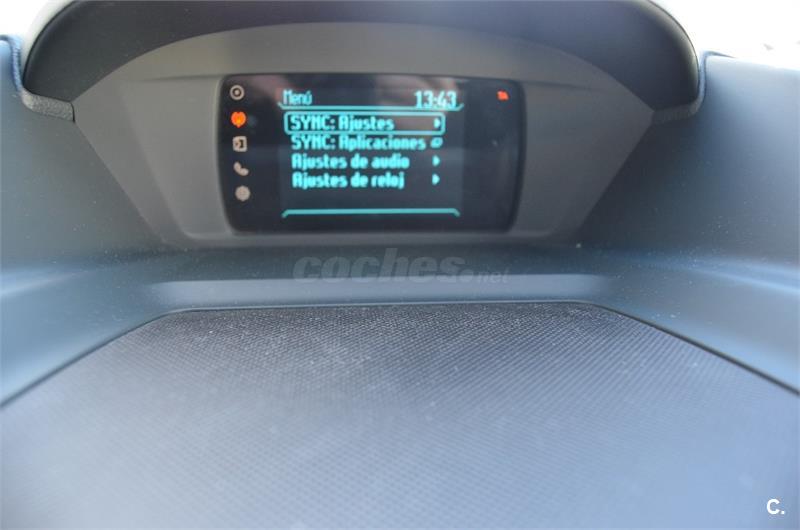 Menú 13:43
SYNC: Ajustes
SYNC: Aplicaciones
Ajustes de audio
Ajustes de reloj
coches.net
C.